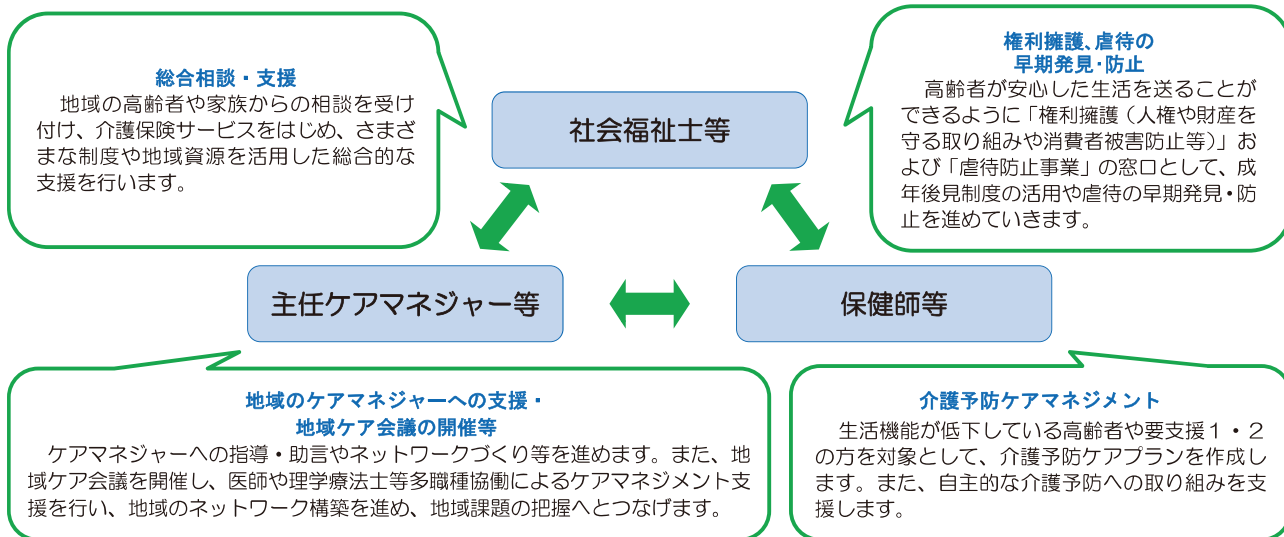 総合相談・支援
　地域の高齢者や家族からの相談を受け
付け、介護保険サービスをはじめ、さまざ
まな制度や地域資源を活用した総合的な
支援を行います。
権利擁護、虐待の
早期発見・防止
　高齢者が安心した生活を送ることが
できるように「権利擁護（人権や財産を
守る取り組みや消費者被害防止等）」お
よび「虐待防止事業」の窓口として、成
年後見制度の活用や虐待の早期発見・防
止を進めていきます。
社会福祉士等
主任ケアマネジャー等
保健師等
地域のケアマネジャーへの支援・
地域ケア会議の開催等
　ケアマネジャーへの指導・助言やネットワークづくり等を進めます。また、地
域ケア会議を開催し、医師や理学療法士等多職種協働によるケアマネジメント支
援を行い、地域のネットワーク構築を進め、地域課題の把握へとつなげます。
介護予防ケアマネジメント
　生活機能が低下している高齢者や要支援１・２
の方を対象として、介護予防ケアプランを作成し
ます。また、自主的な介護予防への取り組みを支
援します。